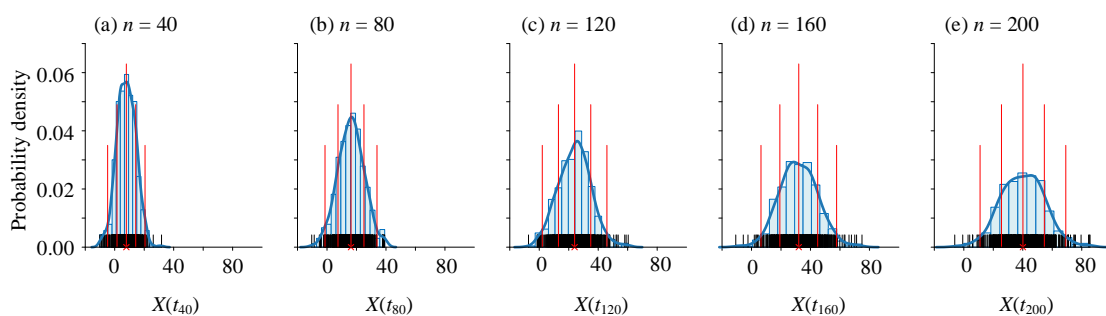 (a) n = 40 (b) n = 80 (c) n = 120 (d) n = 160 (e) n = 200
Probability density
0.06
0.04
0.02
0.00
0 40 80 0 40 80 0 40 80 0 40 80 0 40 80
X(t40) X(t80) X(t120) X(t160) X(t200)